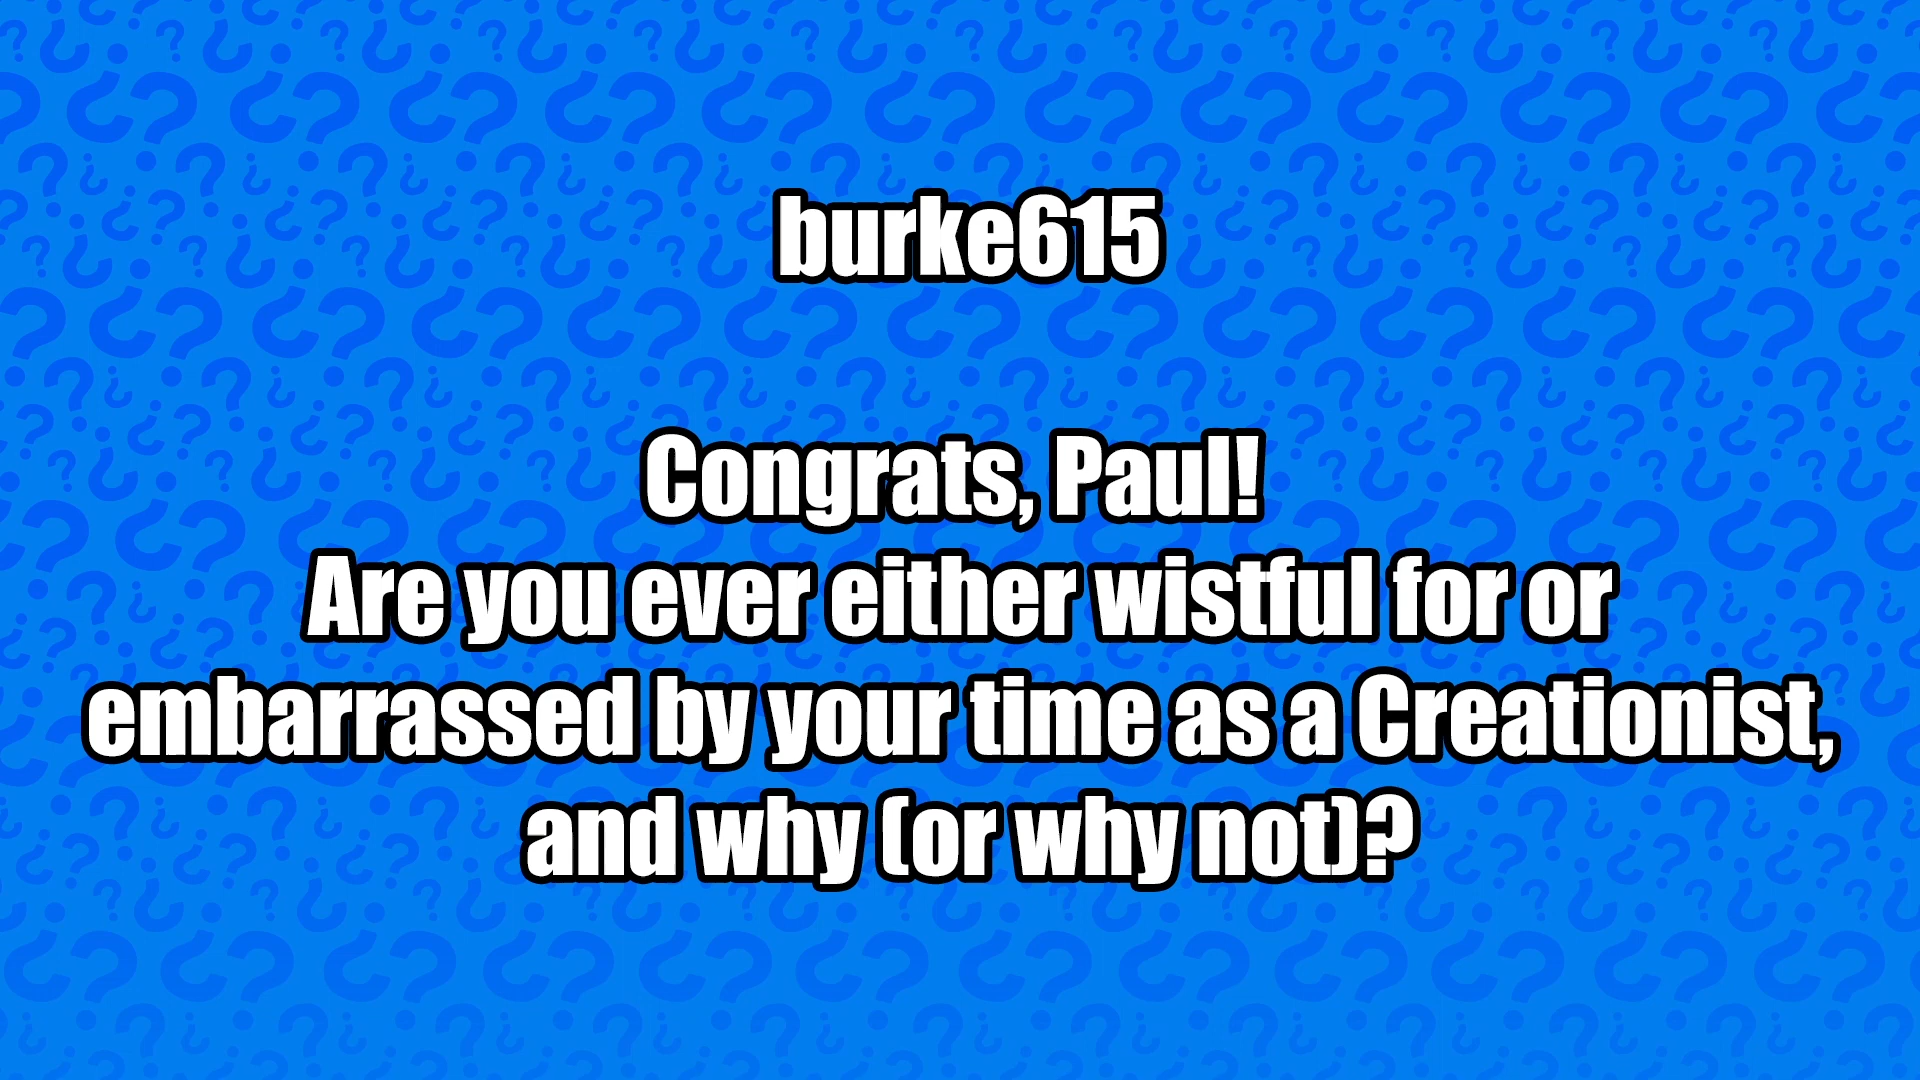 burke615
Congrats, Paul!
Are you ever either wistful for or
embarrassed by your time as a Creationist,
and why (or why not)?